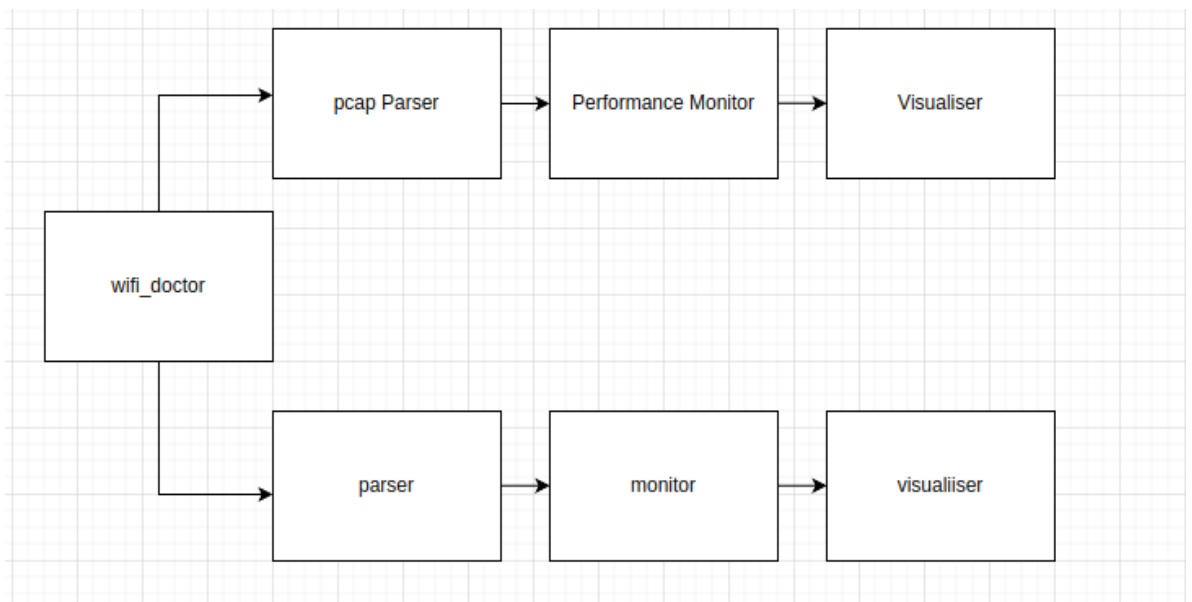 pcap Parser
Performance Monitor
Visualiser
wifi_doctor
parser
monitor
visualiiser